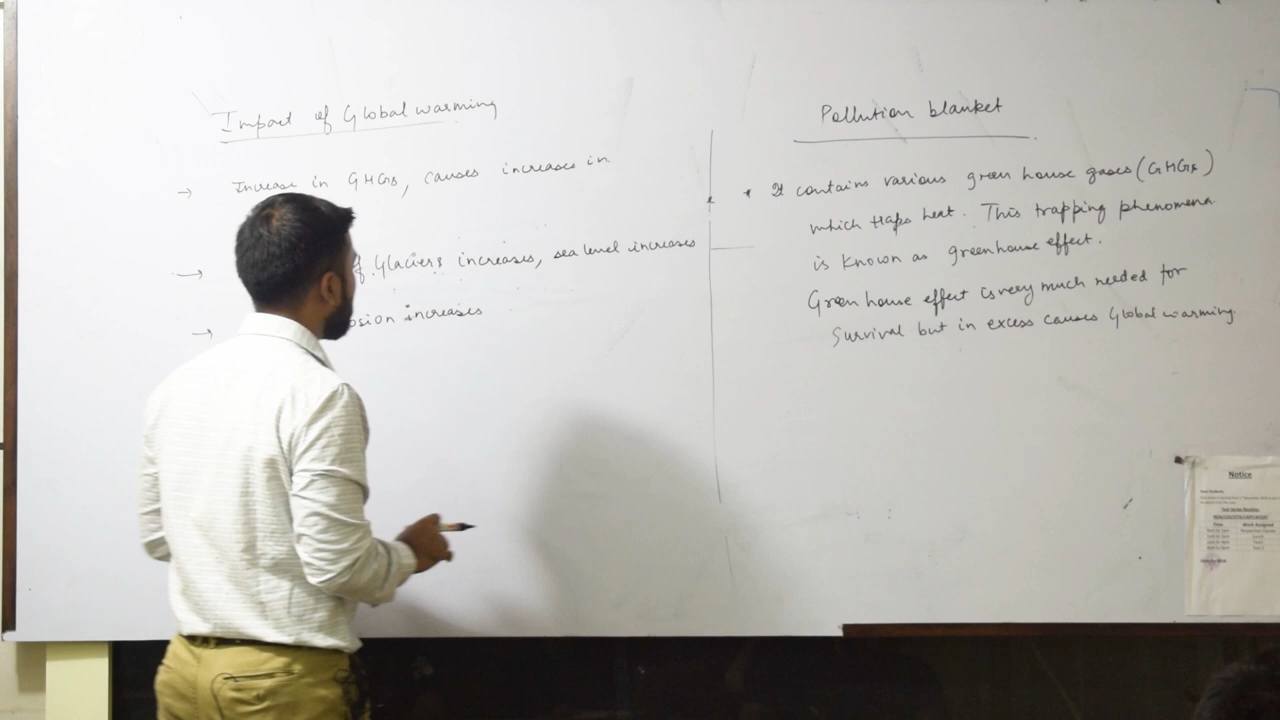 Impact of Global warming
→ Increase in GHGs, causes increases in
→ Glaciers increases, sea level increases
→ osion increases
Pollution blanket
* It contains various green house gases (GHGs)
which traps heat. This trapping phenomena
is known as greenhouse effect.
Green house effect is very much needed for
Survival but in excess causes Global warming.
Notice